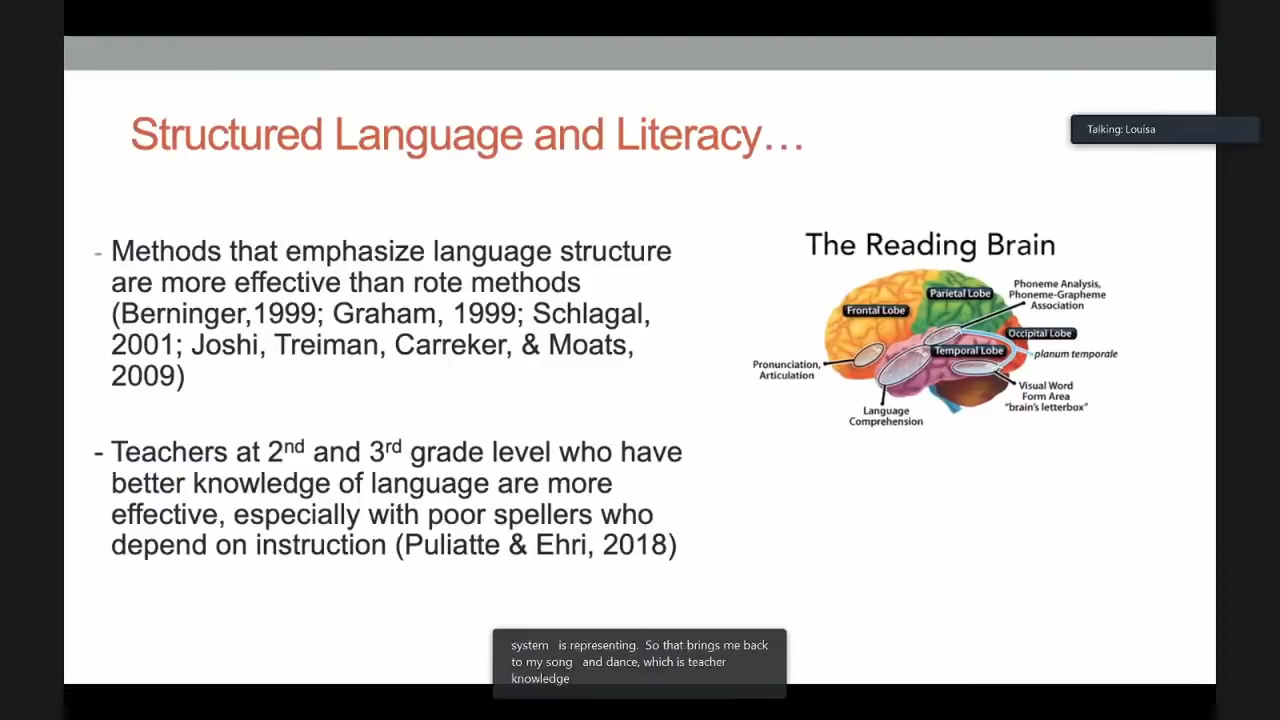 Structured Language and Literacy…
Talking: Louisa
- Methods that emphasize language structure
are more effective than rote methods
(Berninger,1999; Graham, 1999; Schlagal,
2001; Joshi, Treiman, Carreker, & Moats,
2009)
- Teachers at 2nd and 3rd grade level who have
better knowledge of language are more
effective, especially with poor spellers who
depend on instruction (Puliatte & Ehri, 2018)
The Reading Brain
Phoneme Analysis,
Phoneme-Grapheme
Association
Parietal Lobe
Frontal Lobe
Occipital Lobe
Temporal Lobe
planum temporale
Pronunciation,
Articulation
Visual Word
Form Area
"brain's letterbox"
Language
Comprehension
system is representing. So that brings me back
to my song and dance, which is teacher
knowledge